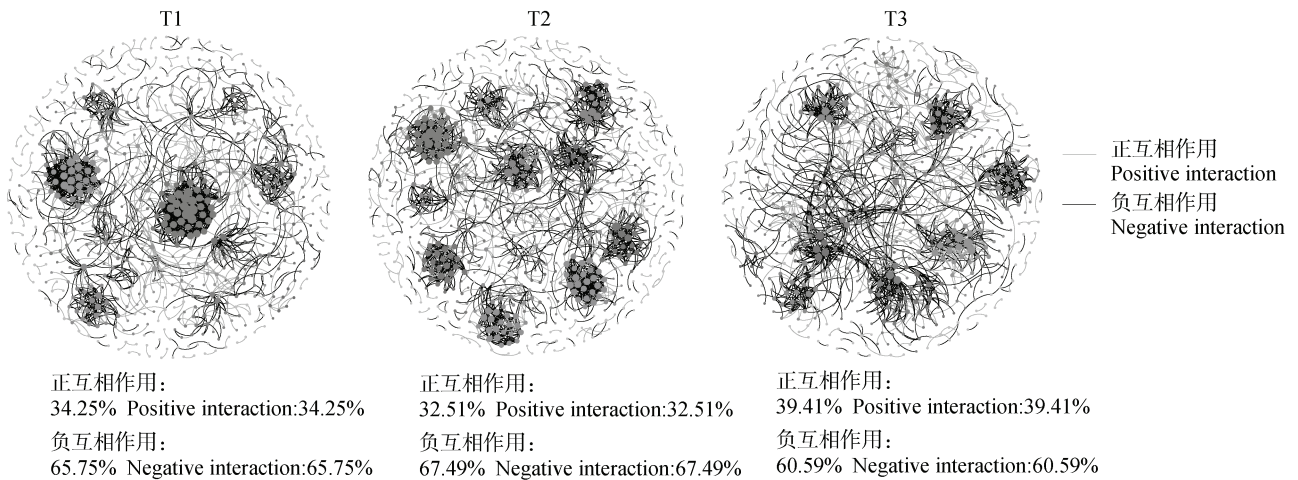 T1
T2
T3
正互相作用
Positive interaction
负互相作用
Negative interaction
正互相作用：
34.25% Positive interaction:34.25%
负互相作用：
65.75% Negative interaction:65.75%
正互相作用：
32.51% Positive interaction:32.51%
负互相作用：
67.49% Negative interaction:67.49%
正互相作用：
39.41% Positive interaction:39.41%
负互相作用：
60.59% Negative interaction:60.59%